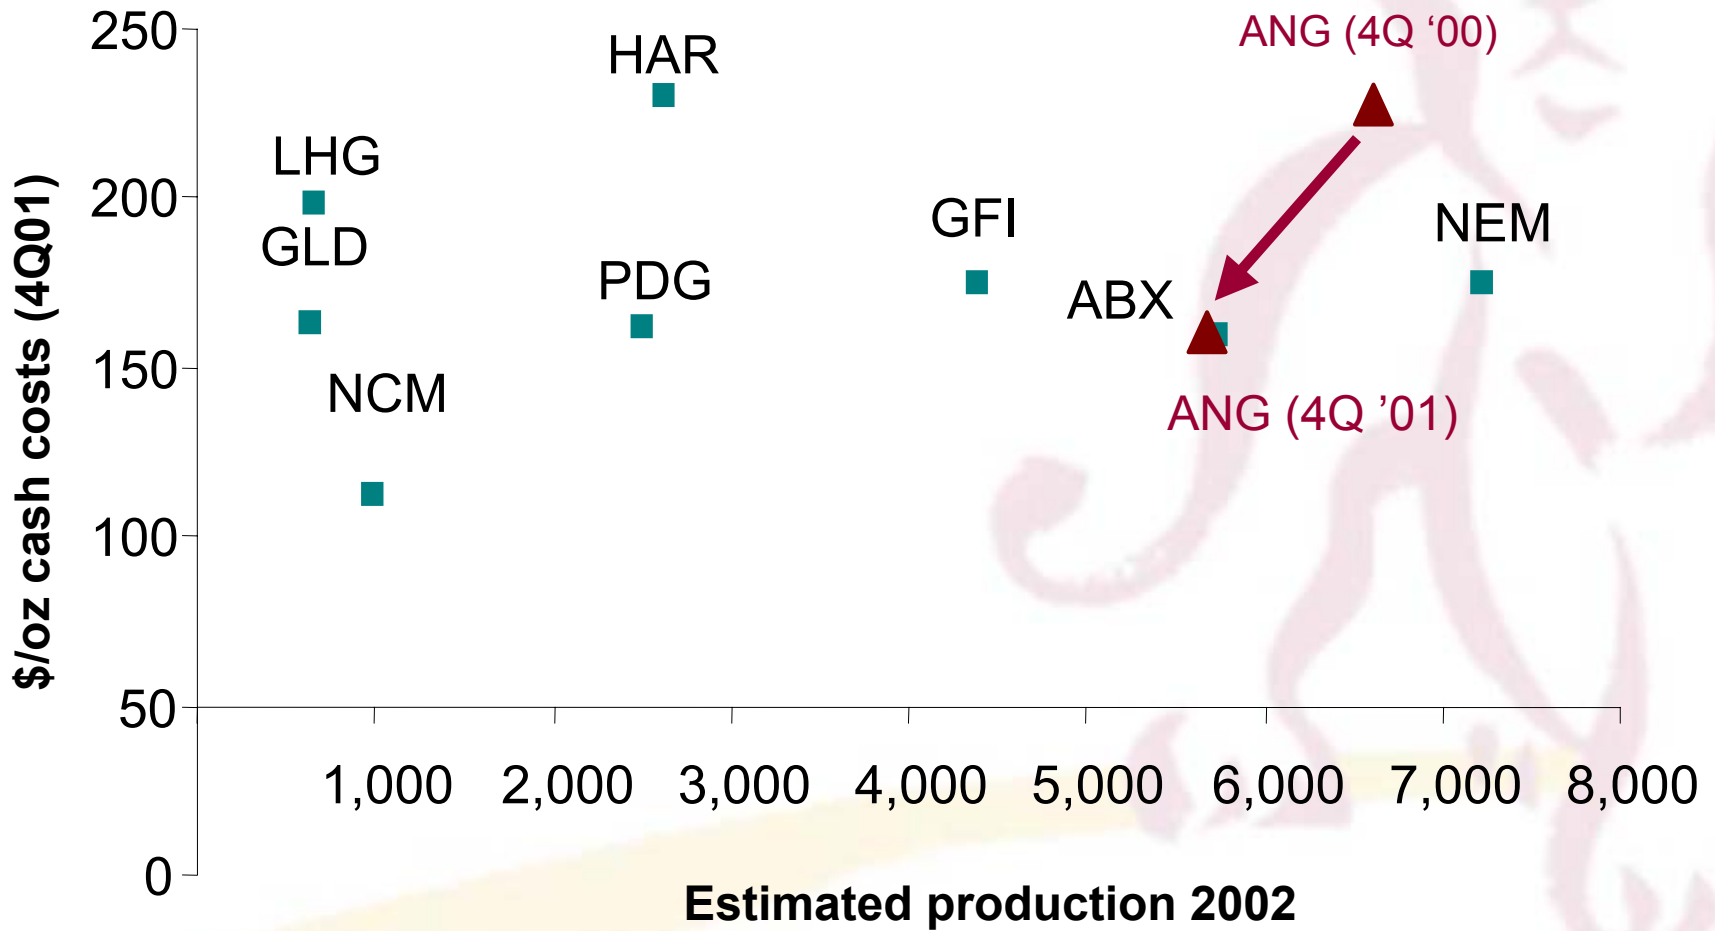 250
HAR
ANG (4Q ‘00)
LHG
200
GLD
GFI
NEM
PDG
ABX
150
NCM
ANG (4Q ’01)
100
50
1,000 2,000 3,000 4,000 5,000 6,000 7,000 8,000
0
$/oz cash costs (4Q01)
Estimated production 2002